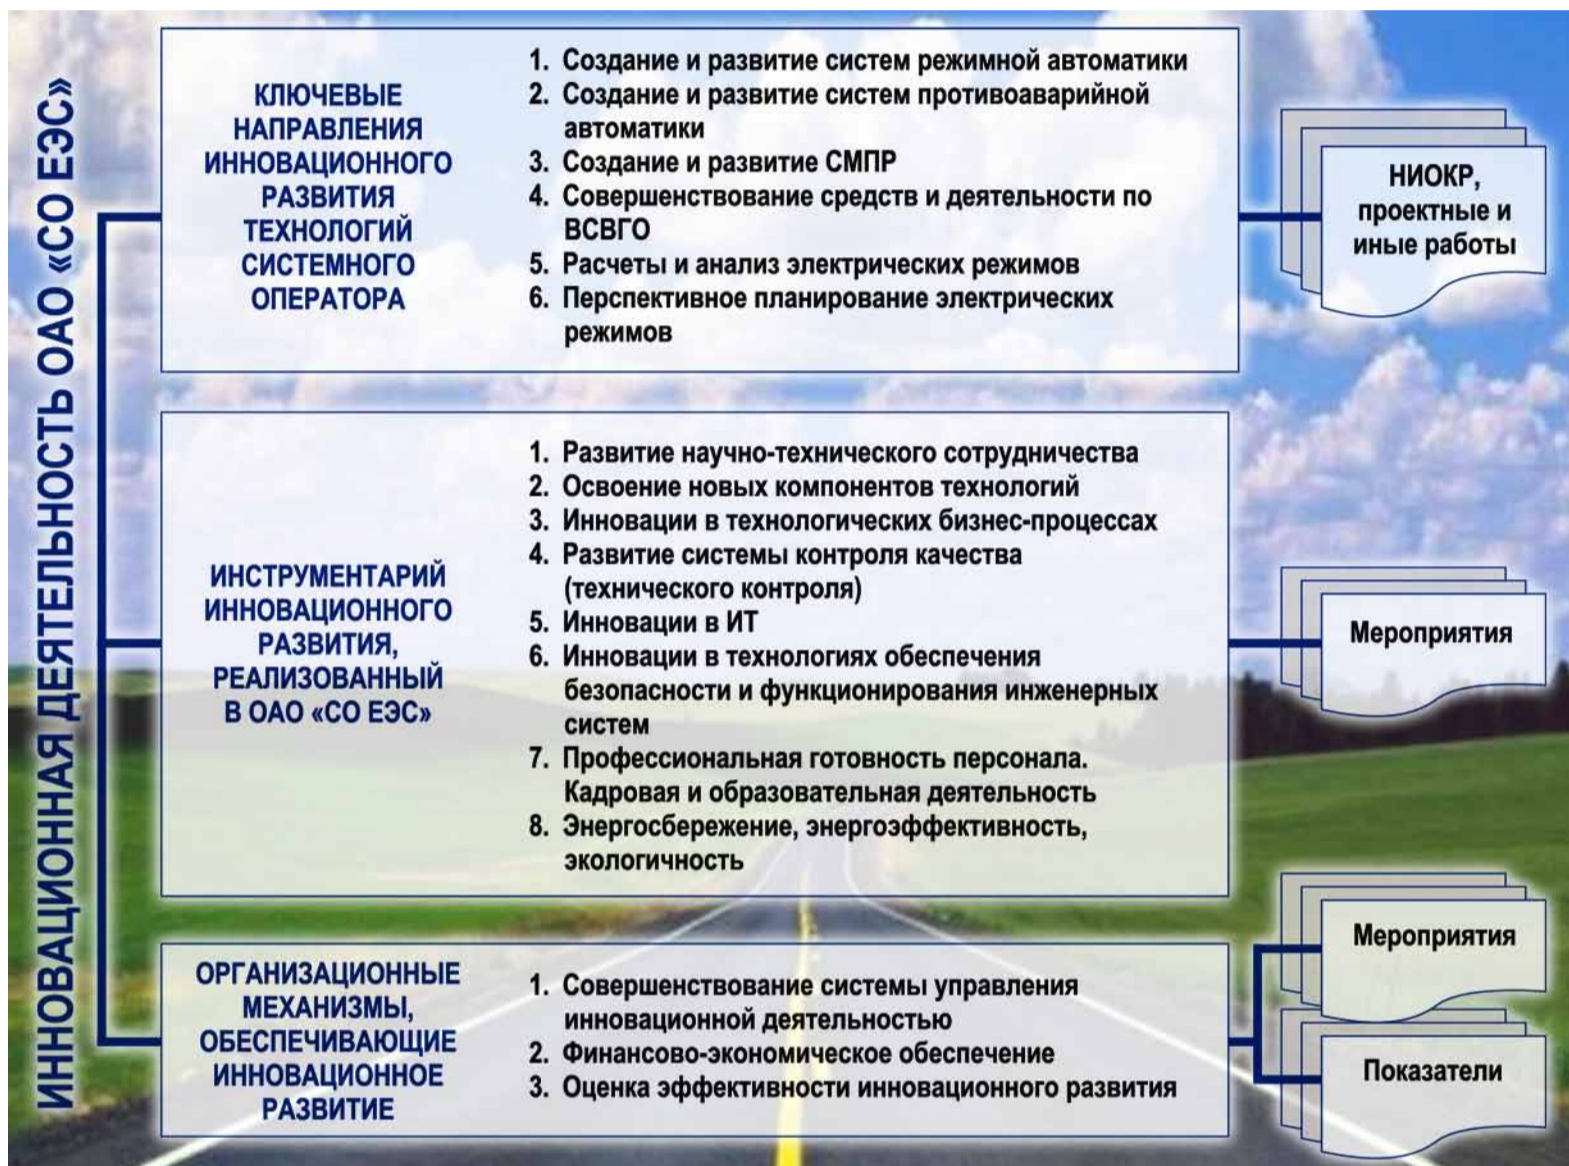 ИННОВАЦИОННАЯ ДЕЯТЕЛЬНОСТЬ ОАО «СО ЕЭС»
КЛЮЧЕВЫЕ
НАПРАВЛЕНИЯ
ИННОВАЦИОННОГО
РАЗВИТИЯ
ТЕХНОЛОГИЙ
СИСТЕМНОГО
ОПЕРАТОРА
1. Создание и развитие систем режимной автоматики
2. Создание и развитие систем противоаварийной
автоматики
3. Создание и развитие СМПР
4. Совершенствование средств и деятельности по
ВСВГО
5. Расчеты и анализ электрических режимов
6. Перспективное планирование электрических
режимов
НИОКР,
проектные и
иные работы
ИНСТРУМЕНТАРИЙ
ИННОВАЦИОННОГО
РАЗВИТИЯ,
РЕАЛИЗОВАННЫЙ
В ОАО «СО ЕЭС»
1. Развитие научно-технического сотрудничества
2. Освоение новых компонентов технологий
3. Инновации в технологических бизнес-процессах
4. Развитие системы контроля качества
(технического контроля)
5. Инновации в ИТ
6. Инновации в технологиях обеспечения
безопасности и функционирования инженерных
систем
7. Профессиональная готовность персонала.
Кадровая и образовательная деятельность
8. Энергосбережение, энергоэффективность,
экологичность
Мероприятия
ОРГАНИЗАЦИОННЫЕ
МЕХАНИЗМЫ,
ОБЕСПЕЧИВАЮЩИЕ
ИННОВАЦИОННОЕ
РАЗВИТИЕ
1. Совершенствование системы управления
инновационной деятельностью
2. Финансово-экономическое обеспечение
3. Оценка эффективности инновационного развития
Мероприятия
Показатели